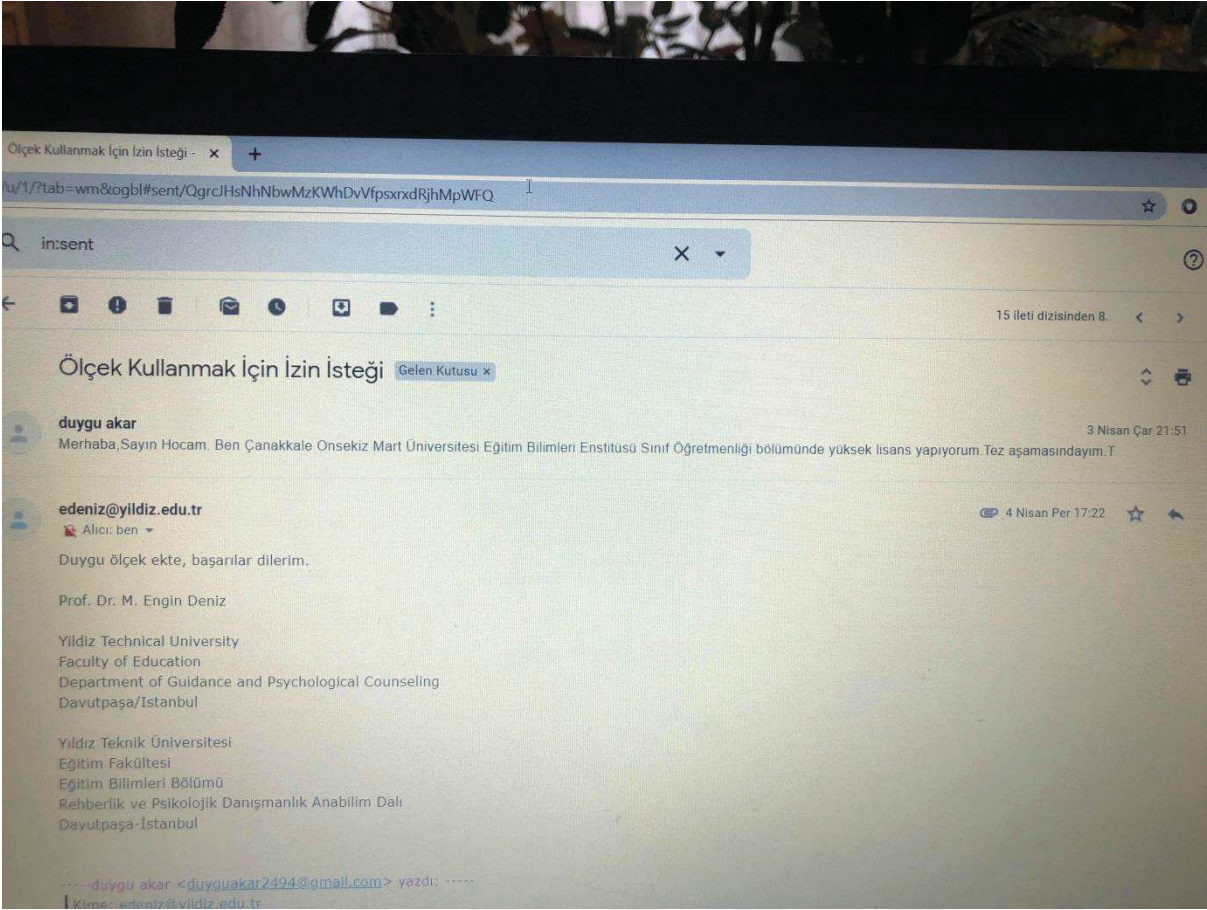 Ölçek Kullanmak İçin İzin İsteği -
/u/1/?tab=wm&ogbl#sent/QgrcJHsNhNbwMzKWhDvVfpsxrxdRjhMpWFQ
in:sent
15 ileti dizisinden 8.
Ölçek Kullanmak İçin İzin İsteği Gelen Kutusu ×
duygu akar
3 Nisan Çar 21:51
Merhaba,Sayın Hocam. Ben Çanakkale Onsekiz Mart Üniversitesi Eğitim Bilimleri Enstitüsü Sınıf Öğretmenliği bölümünde yüksek lisans yapıyorum.Tez aşamasındayım.T
edeniz@yildiz.edu.tr
4 Nisan Per 17:22
Alıcı: ben
Duygu ölçek ekte, başarılar dilerim.
Prof. Dr. M. Engin Deniz
Yildiz Technical University
Faculty of Education
Department of Guidance and Psychological Counseling
Davutpaşa/Istanbul
Yıldız Teknik Üniversitesi
Eğitim Fakültesi
Eğitim Bilimleri Bölümü
Rehberlik ve Psikolojik Danışmanlık Anabilim Dalı
Davutpaşa-İstanbul
-----duygu akar <duyguakar2494@gmail.com> yazdı: -----
Kime: edeniz@yildiz.edu.tr